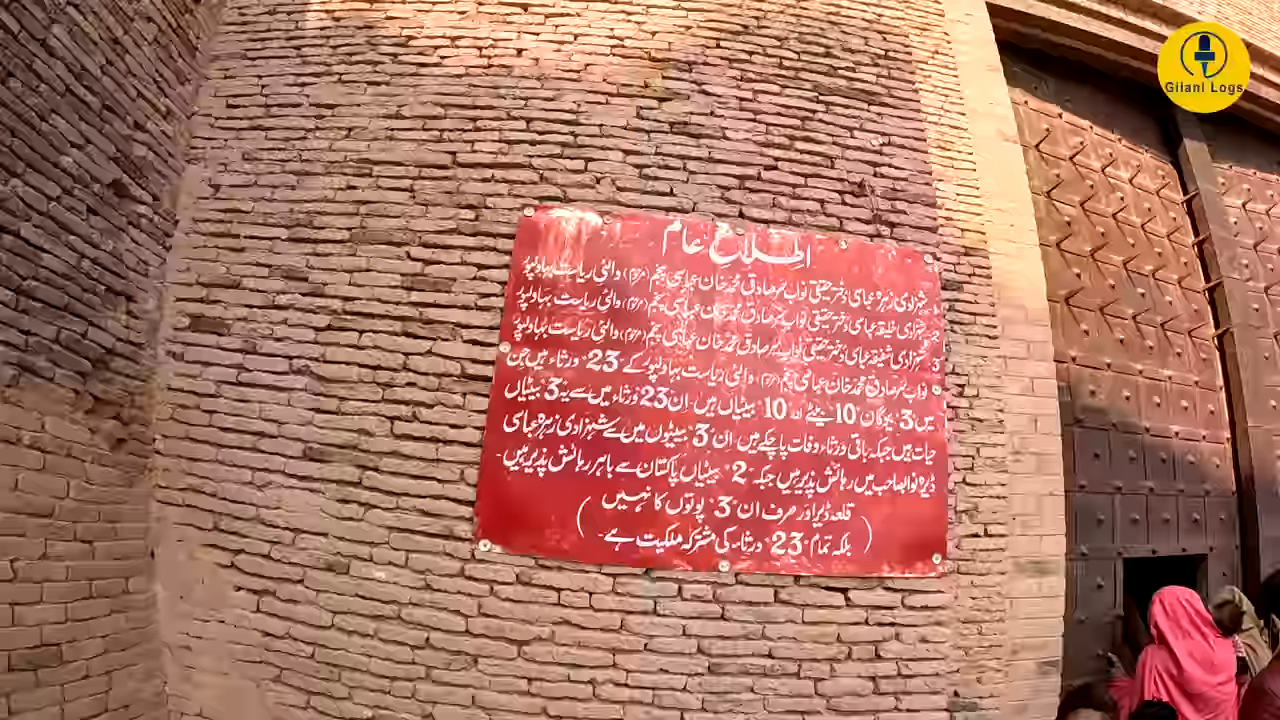 اطلاع عام
1- شہزادی زہرہ عباسی دختر حقیقی نواب سر صادق محمد خان عباسی پنجم (مرحوم) والئی ریاست بہاولپور
2- شہزادی عباسی دختر حقیقی نواب سر صادق محمد خان عباسی پنجم (مرحوم) والئی ریاست بہاولپور
3- شہزادی شفیقہ عباسی دختر حقیقی نواب سر صادق محمد خان عباسی پنجم (مرحوم) والئی ریاست بہاولپور
نواب سر صادق محمد خان عباسی پنجم (مرحوم) والئی ریاست بہاولپور کے "23" ورثاء ہیں جن
میں "3" بیوگان "10" بیٹے اور "10" بیٹیاں ہیں۔ ان 23 ورثاء میں سے یہ "3" بیٹیاں
حیات ہیں جبکہ باقی ورثاء وفات پاچکے ہیں ان "3" بیٹیوں میں سے شہزادی زہرہ عباسی
ڈیرہ نواب صاحب میں رہائش پذیر ہیں جبکہ "2" بیٹیاں پاکستان سے باہر رہائش پذیر ہیں۔
(قلعہ ڈیراور صرف ان "3" پوتوں کا نہیں
بلکہ تمام "23" ورثاء کی مشترکہ ملکیت ہے۔)
Gilani Logs